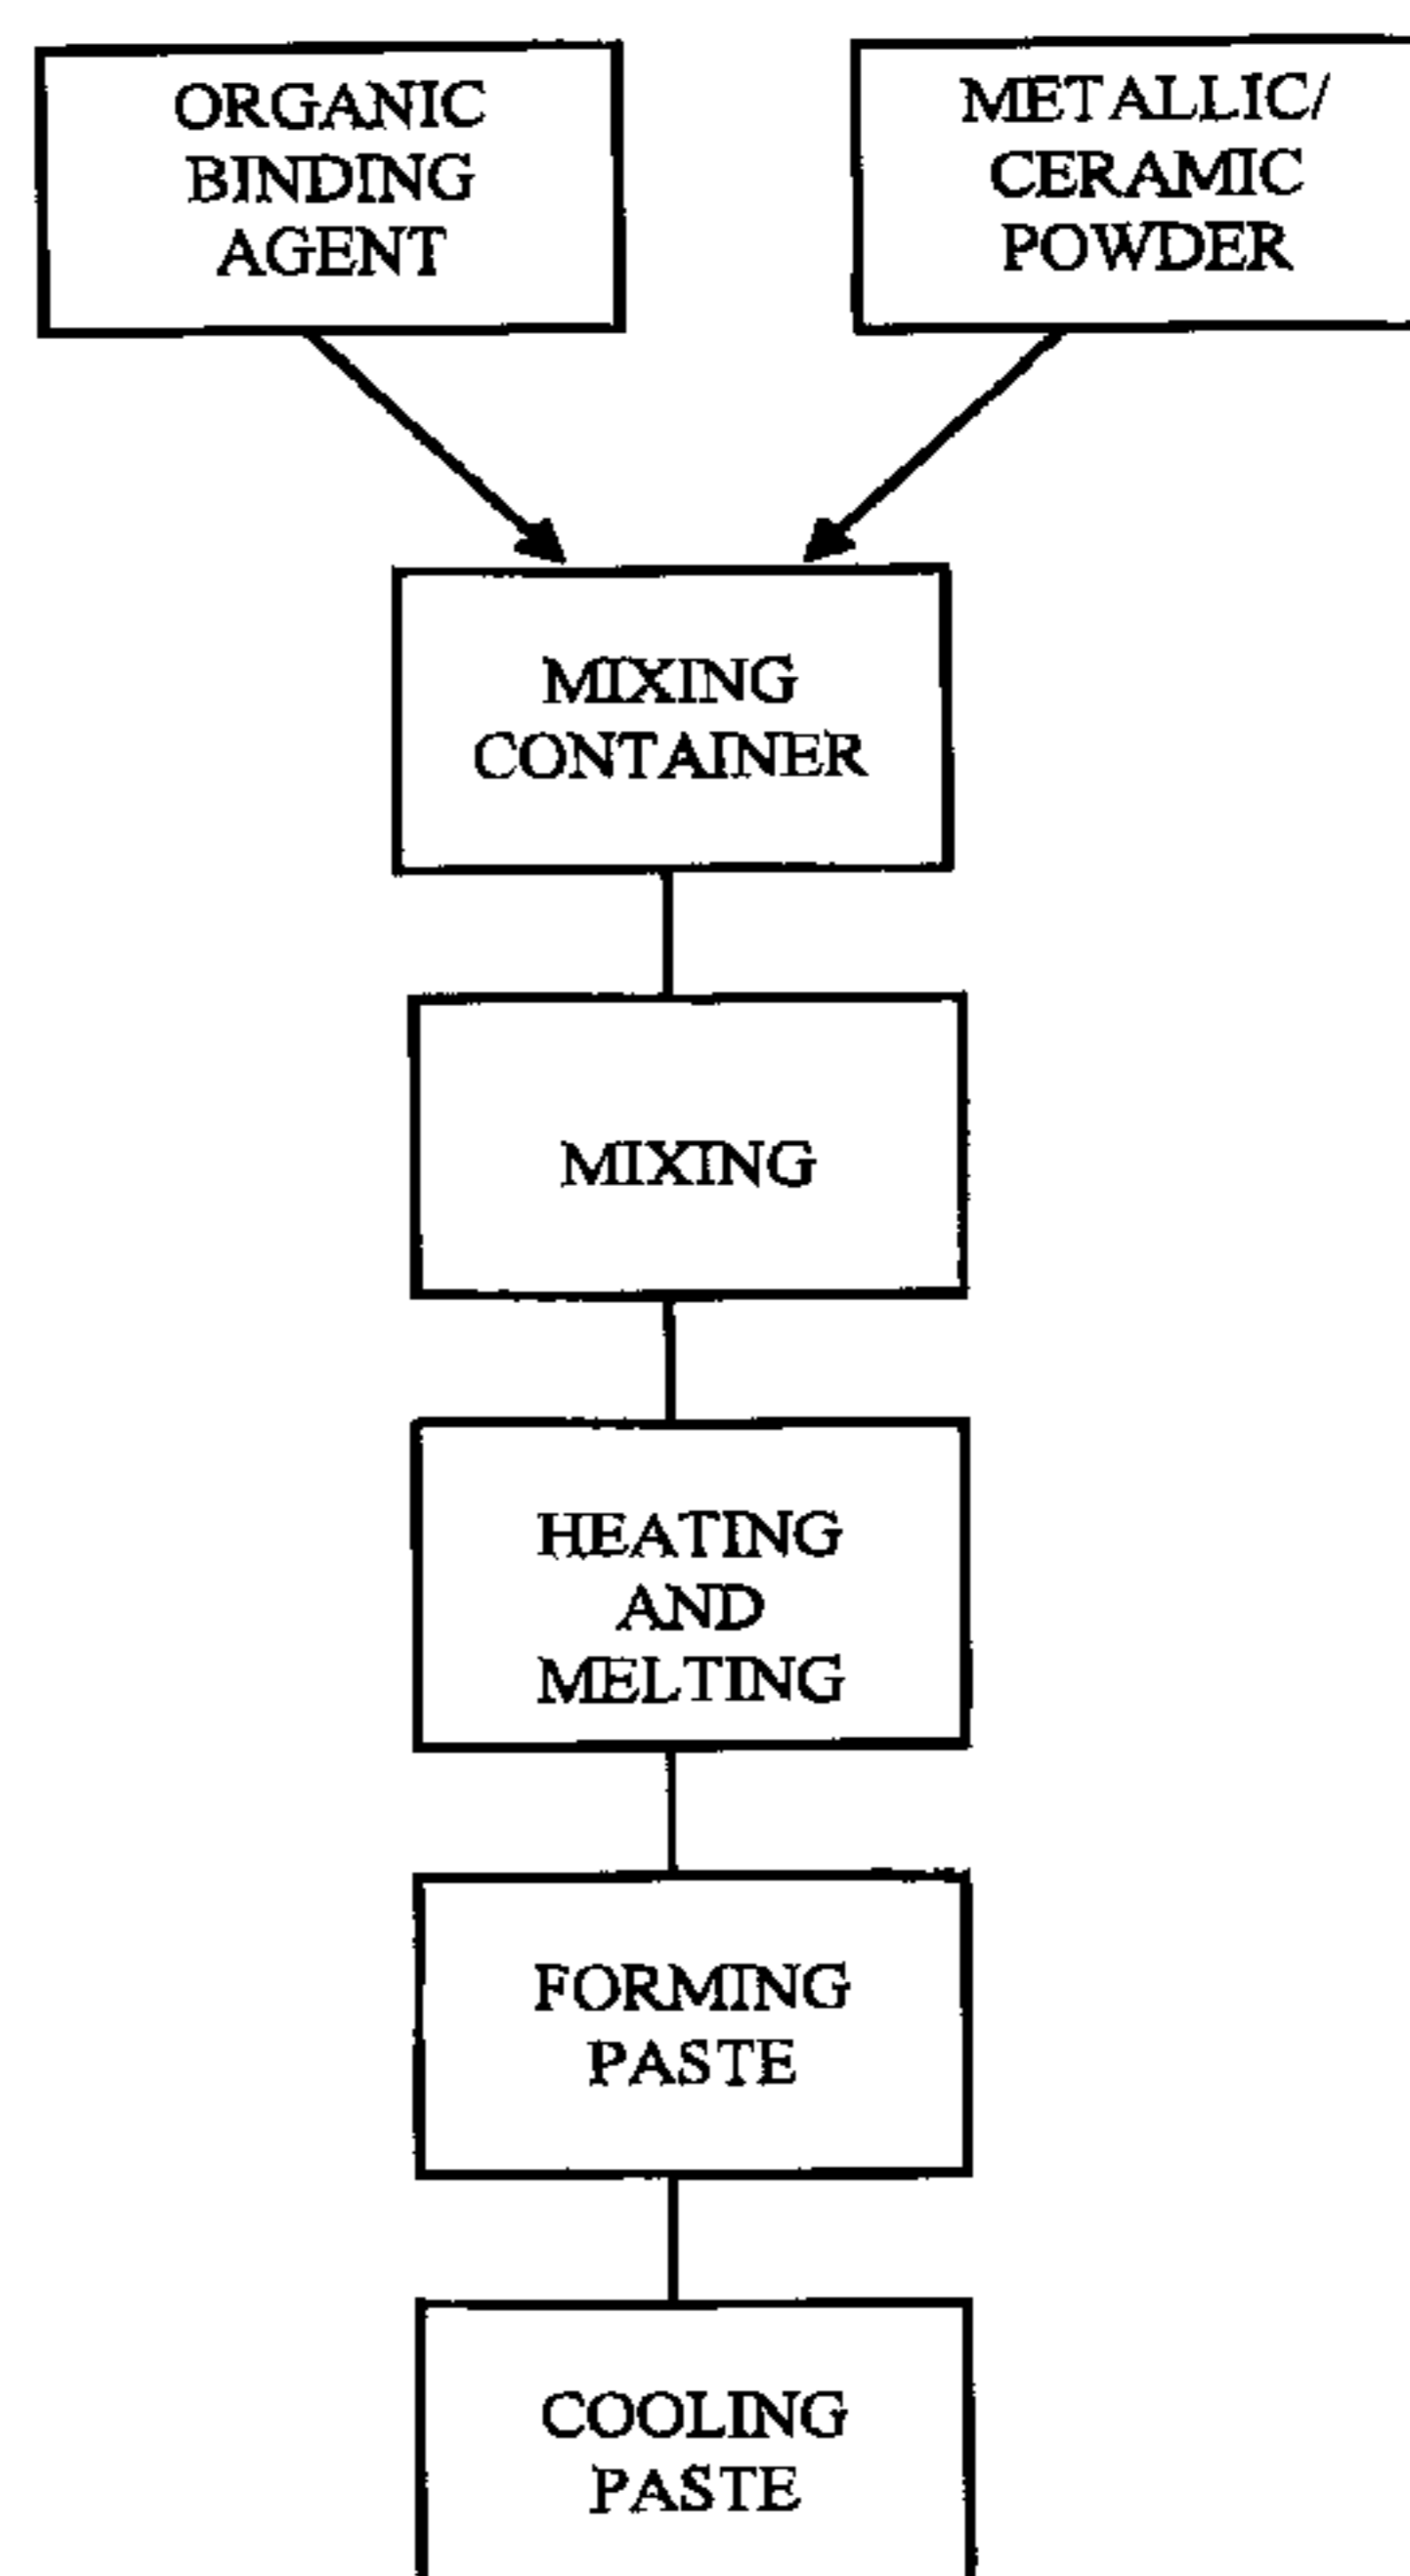 ORGANIC
BINDING
AGENT
METALLIC/
CERAMIC
POWDER
MIXING
CONTAINER
MIXING
HEATING
AND
MELTING
FORMING
PASTE
COOLING
PASTE